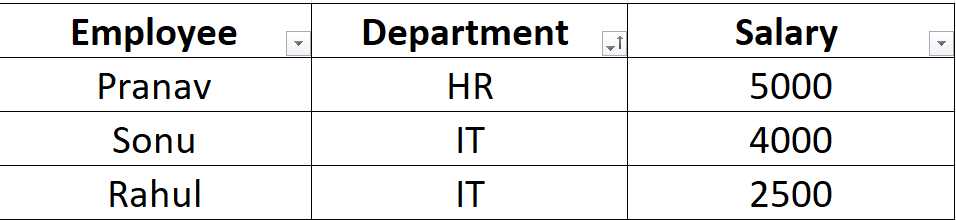 Employee Department Salary
Pranav HR 5000
Sonu IT 4000
Rahul IT 2500